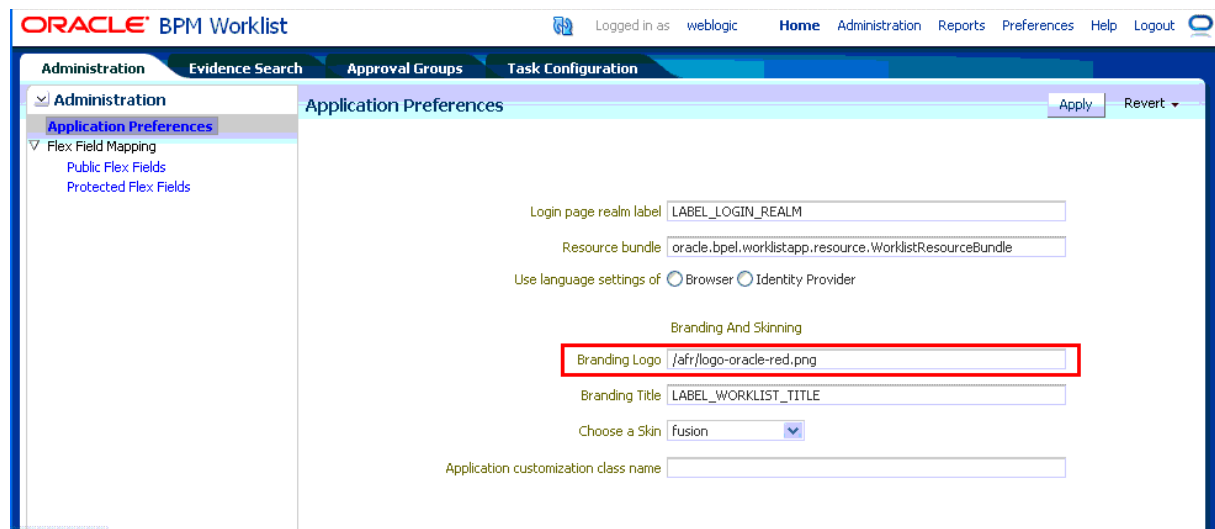 ORACLE BPM Worklist Logged in as weblogic Home Administration Reports Preferences Help Logout
Administration Evidence Search Approval Groups Task Configuration
Administration
Application Preferences
Flex Field Mapping
Public Flex Fields
Protected Flex Fields
Application Preferences Apply Revert
Login page realm label LABEL_LOGIN_REALM
Resource bundle oracle.bpel.worklistapp.resource.WorklistResourceBundle
Use language settings of Browser Identity Provider
Branding And Skinning
Branding Logo /afr/logo-oracle-red.png
Branding Title LABEL_WORKLIST_TITLE
Choose a Skin fusion
Application customization class name